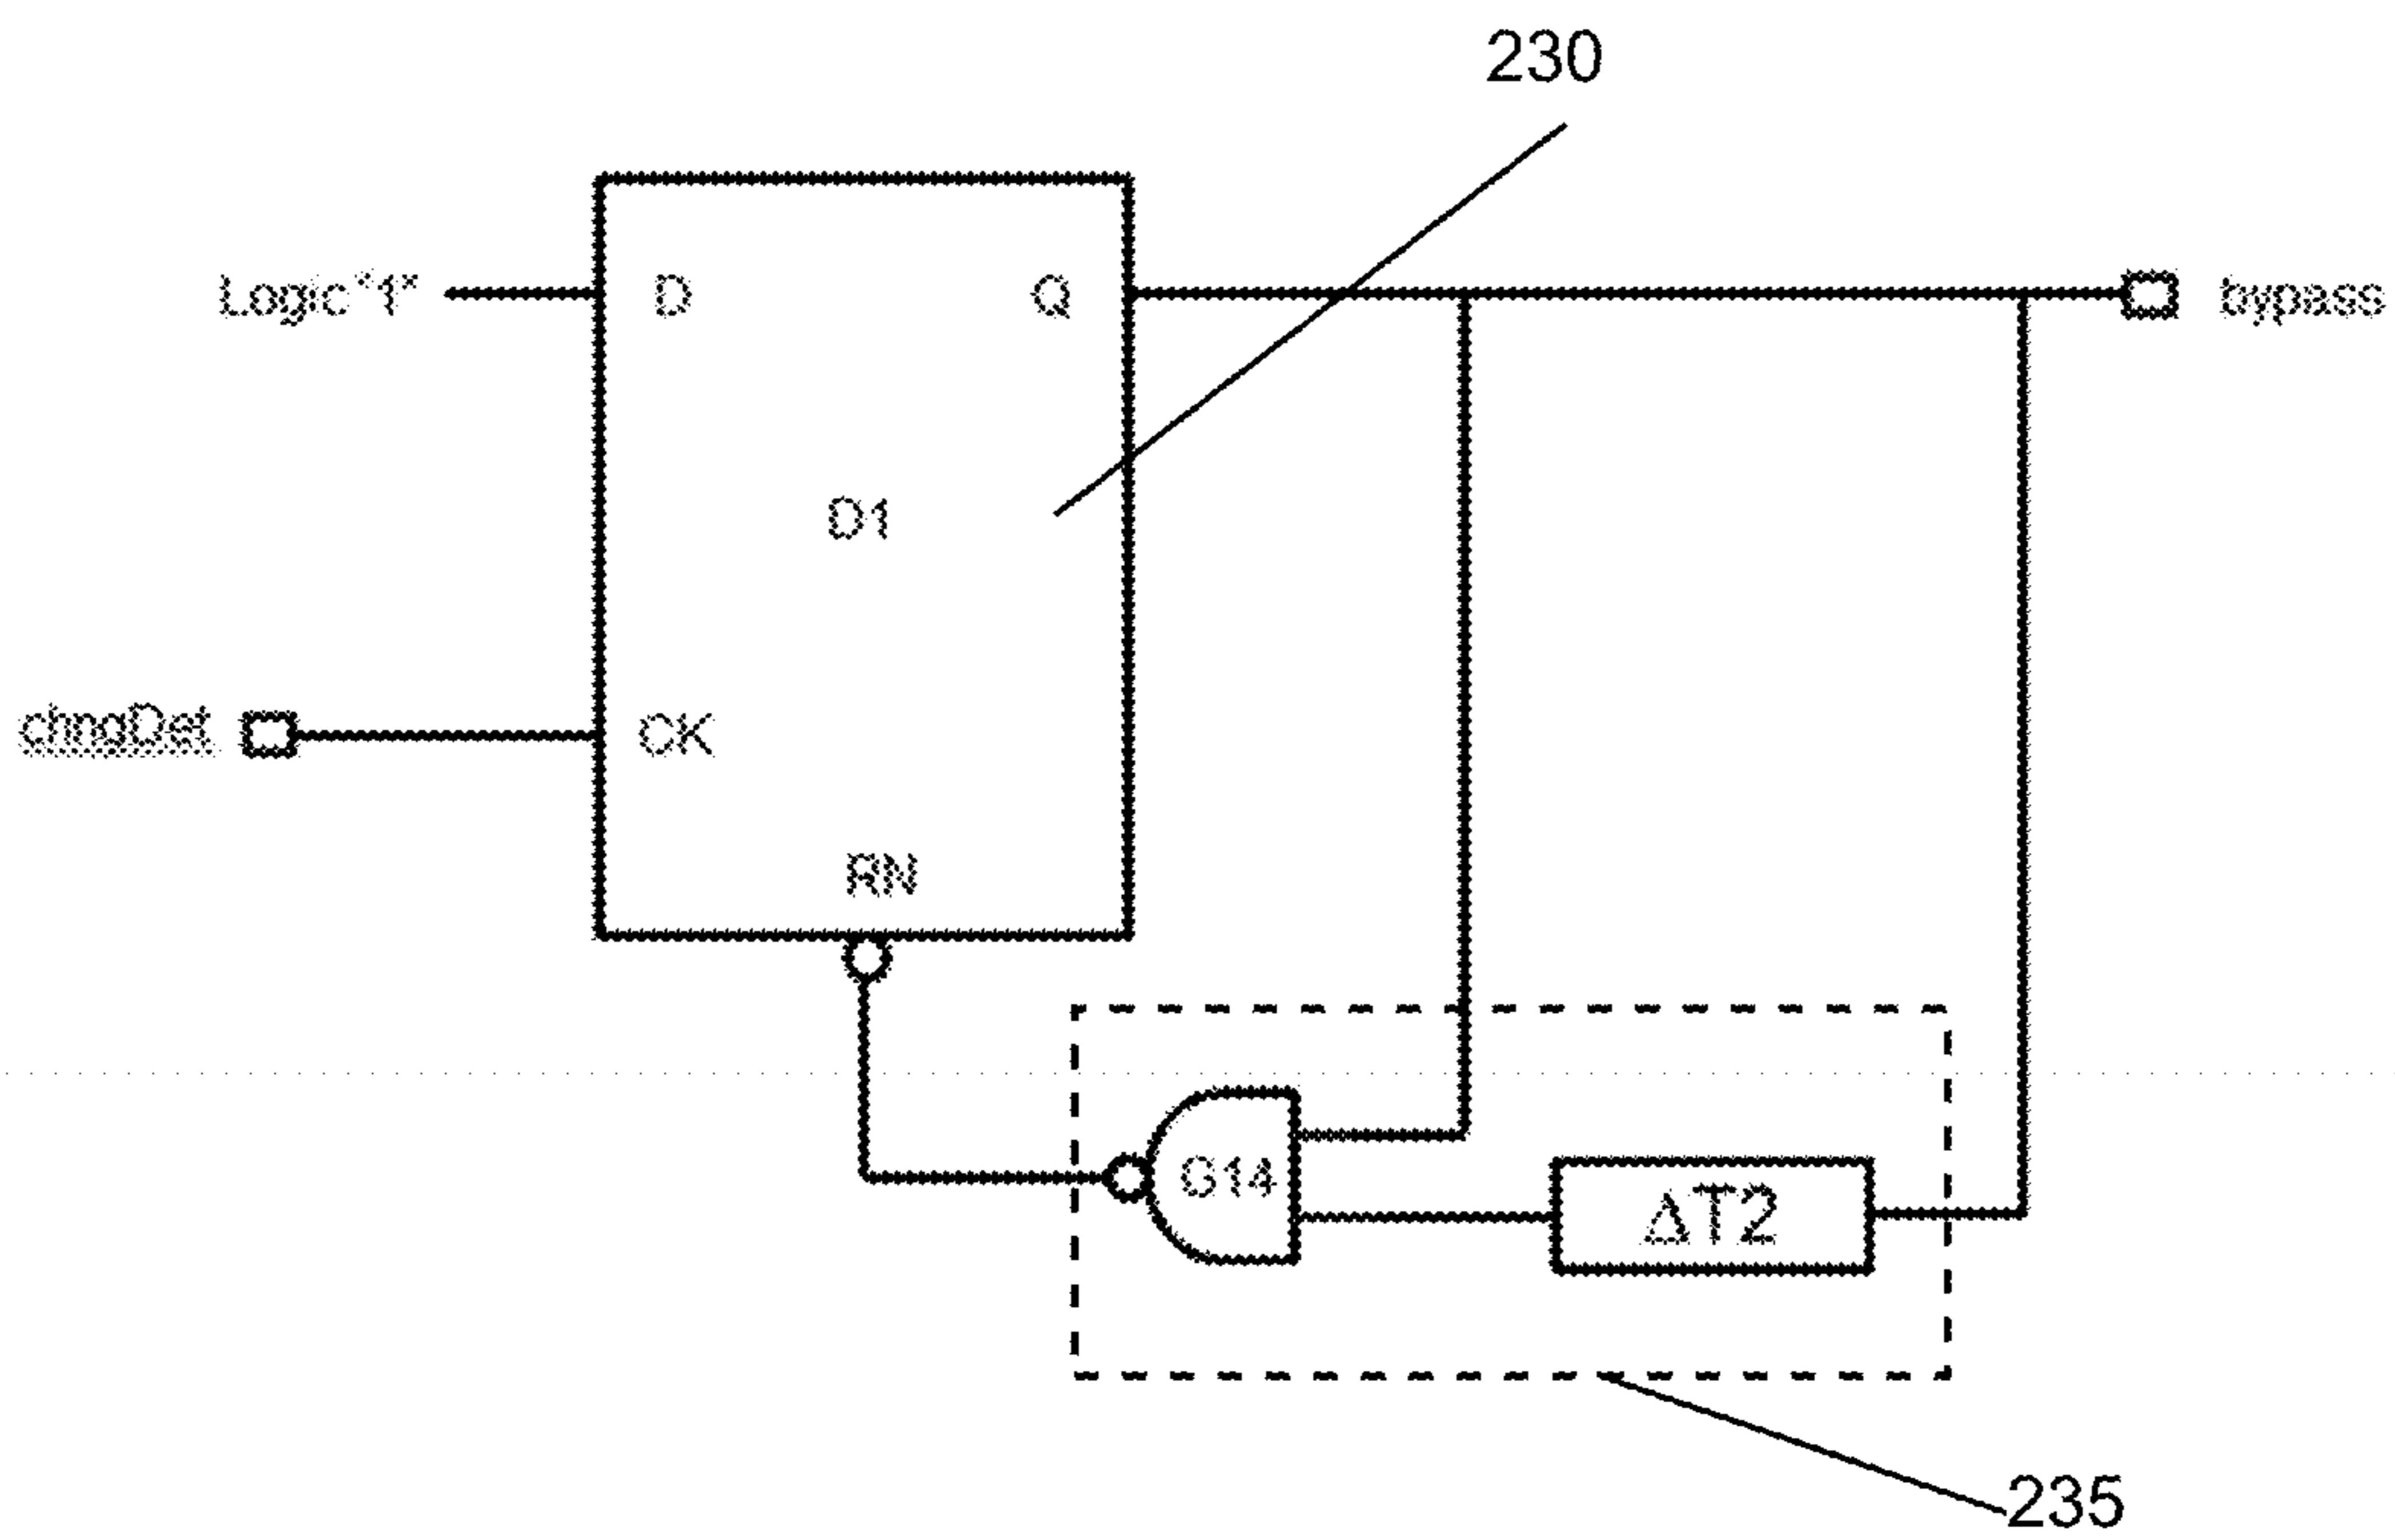 230
Logic "1"
D
Q
bypass
D1
chngDet
CK
RN
G14
ΔT2
235